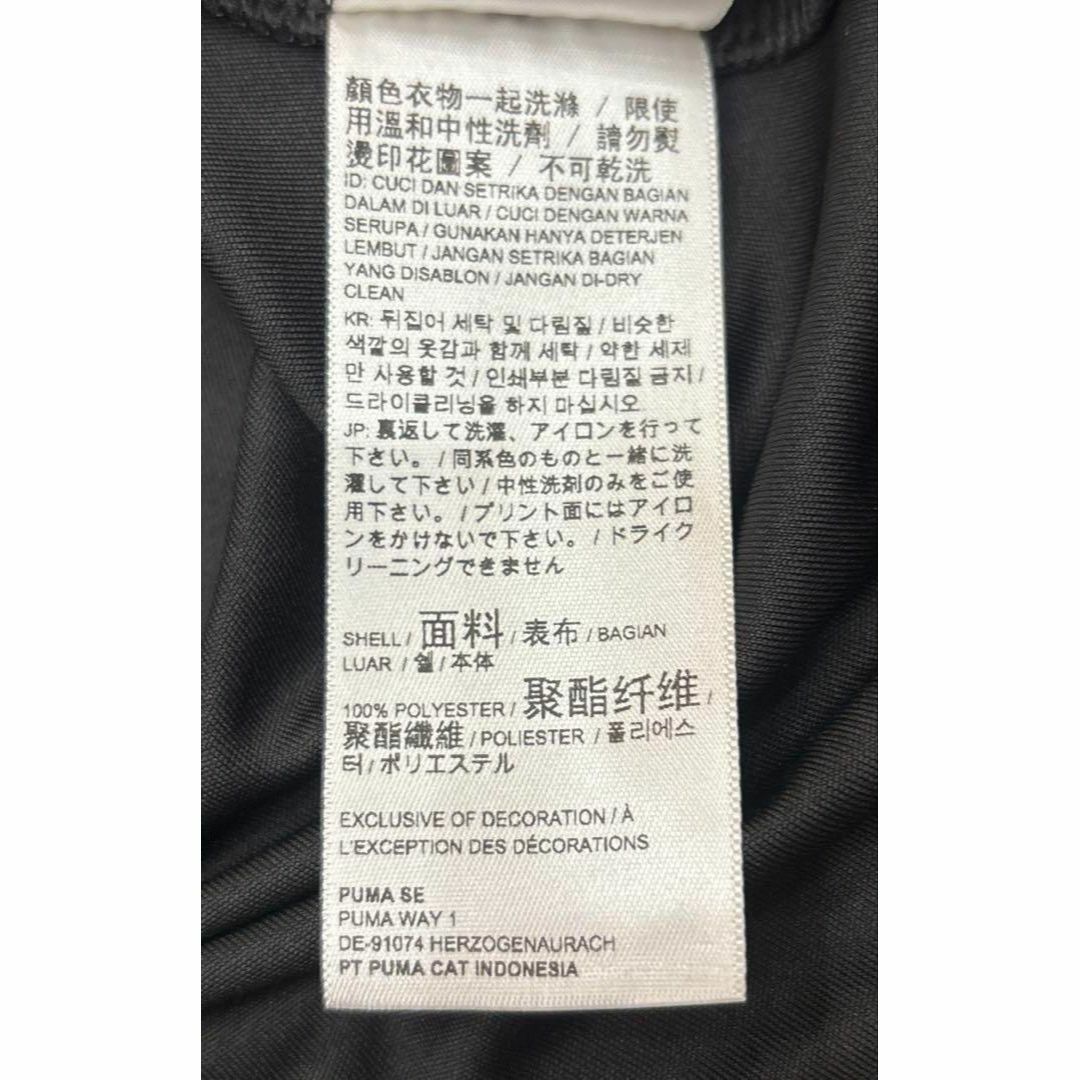 顏色衣物一起洗滌 / 限使
用溫和中性洗劑 / 請勿熨
燙印花圖案 / 不可乾洗
ID: CUCI DAN SETRIKA DENGAN BAGIAN
DALAM DI LUAR / CUCI DENGAN WARNA
SERUPA / GUNAKAN HANYA DETERJEN
LEMBUT / JANGAN SETRIKA BAGIAN
YANG DISABLON / JANGAN DI-DRY
CLEAN
KR: 뒤집어 세탁 및 다림질 / 비슷한
색깔의 옷감과 함께 세탁 / 약한 세제
만 사용할 것 / 인쇄부분 다림질 금지 /
드라이클리닝을 하지 마십시오.
JP: 裏返して洗濯、アイロンを行って
下さい。 / 同系色のものと一緒に洗
濯して下さい / 中性洗剤のみをご使
用下さい。 / プリント面にはアイロ
ンをかけないで下さい。 / ドライク
リーニングできません
SHELL / 面料 / 表布 / BAGIAN
LUAR / 쉘 / 本体
100% POLYESTER / 聚酯纤维 /
聚酯纖維 / POLIESTER / 폴리에스
터 / ポリエステル
EXCLUSIVE OF DECORATION / À
L'EXCEPTION DES DÉCORATIONS
PUMA SE
PUMA WAY 1
DE-91074 HERZOGENAURACH
PT PUMA CAT INDONESIA